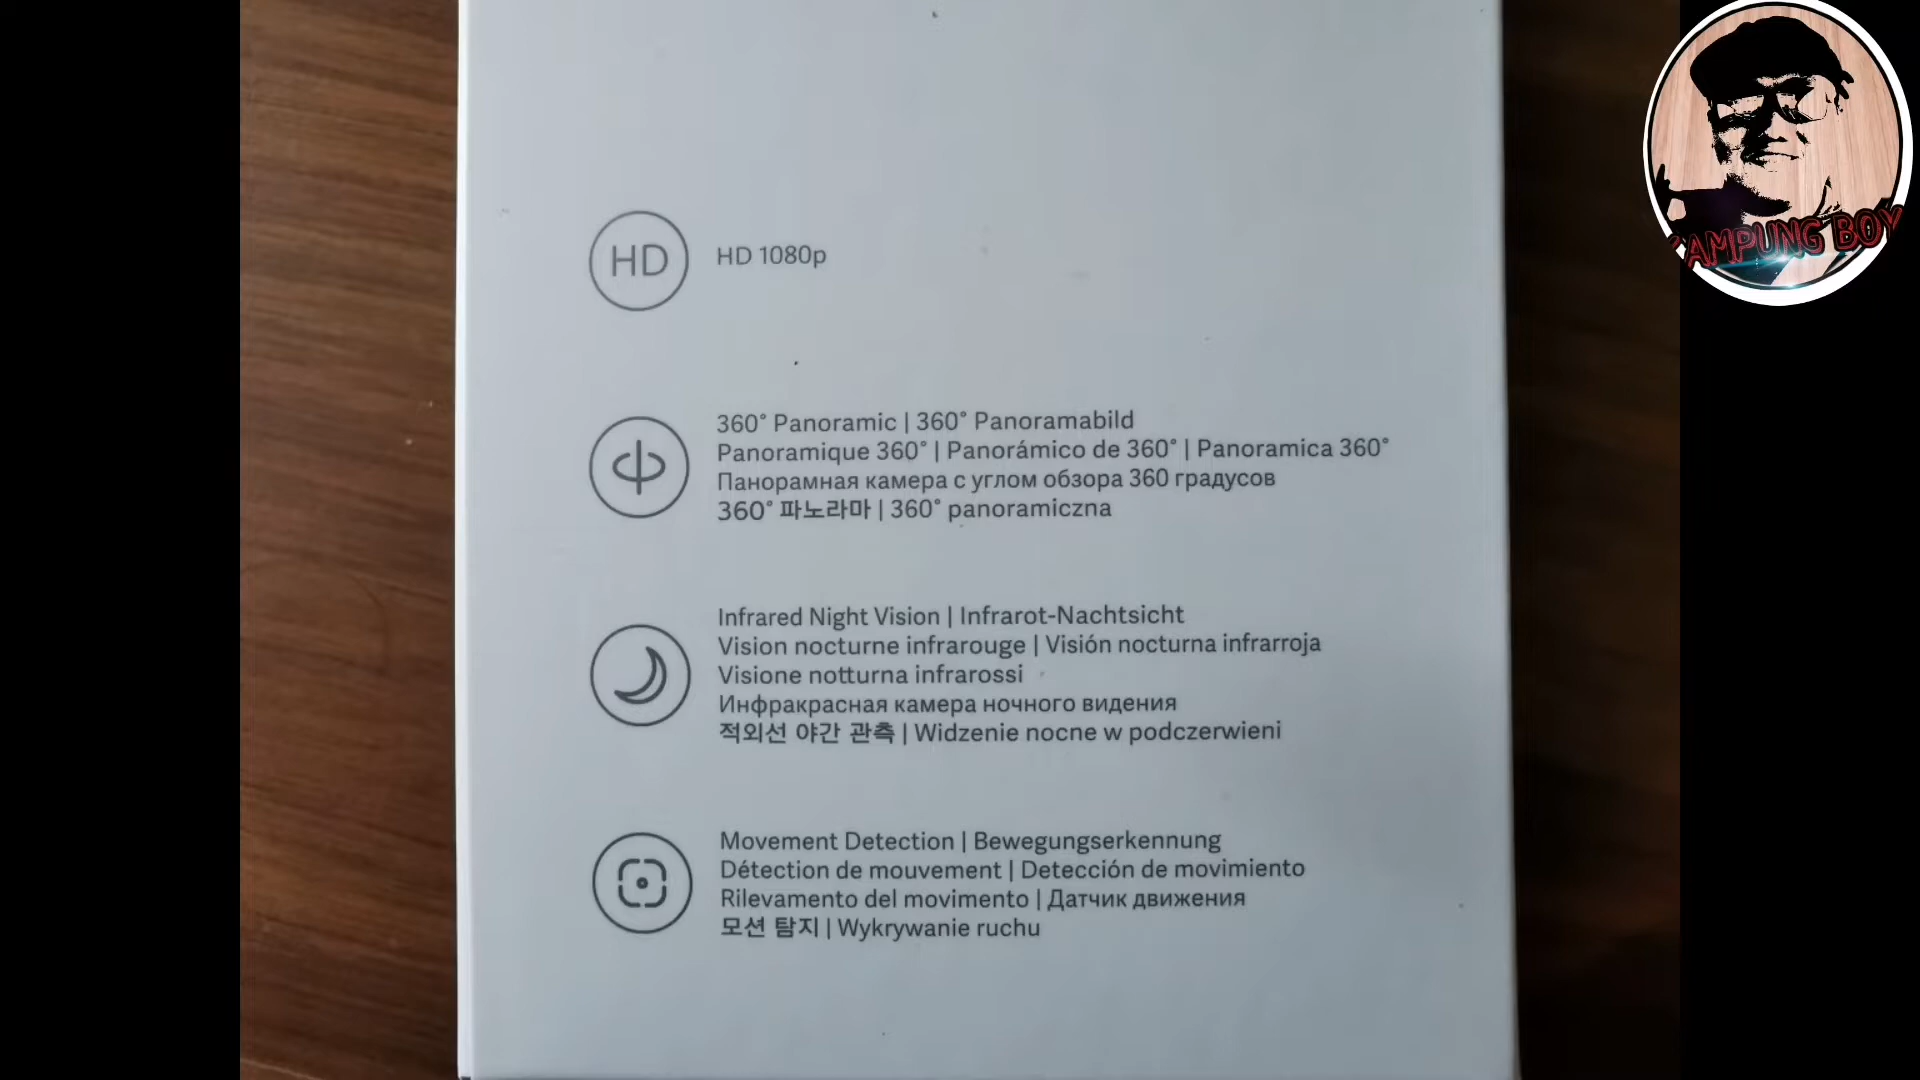 HD
HD 1080p
360° Panoramic | 360° Panoramabild
Panoramique 360° | Panorámico de 360° | Panoramica 360°
Панорамная камера с углом обзора 360 градусов
360° 파노라마 | 360° panoramiczna
Infrared Night Vision | Infrarot-Nachtsicht
Vision nocturne infrarouge | Visión nocturna infrarroja
Visione notturna infrarossi
Инфракрасная камера ночного видения
적외선 야간 관측 | Widzenie nocne w podczerwieni
Movement Detection | Bewegungserkennung
Détection de mouvement | Detección de movimiento
Rilevamento del movimento | Датчик движения
모션 탐지 | Wykrywanie ruchu
KAMPUNG BOY